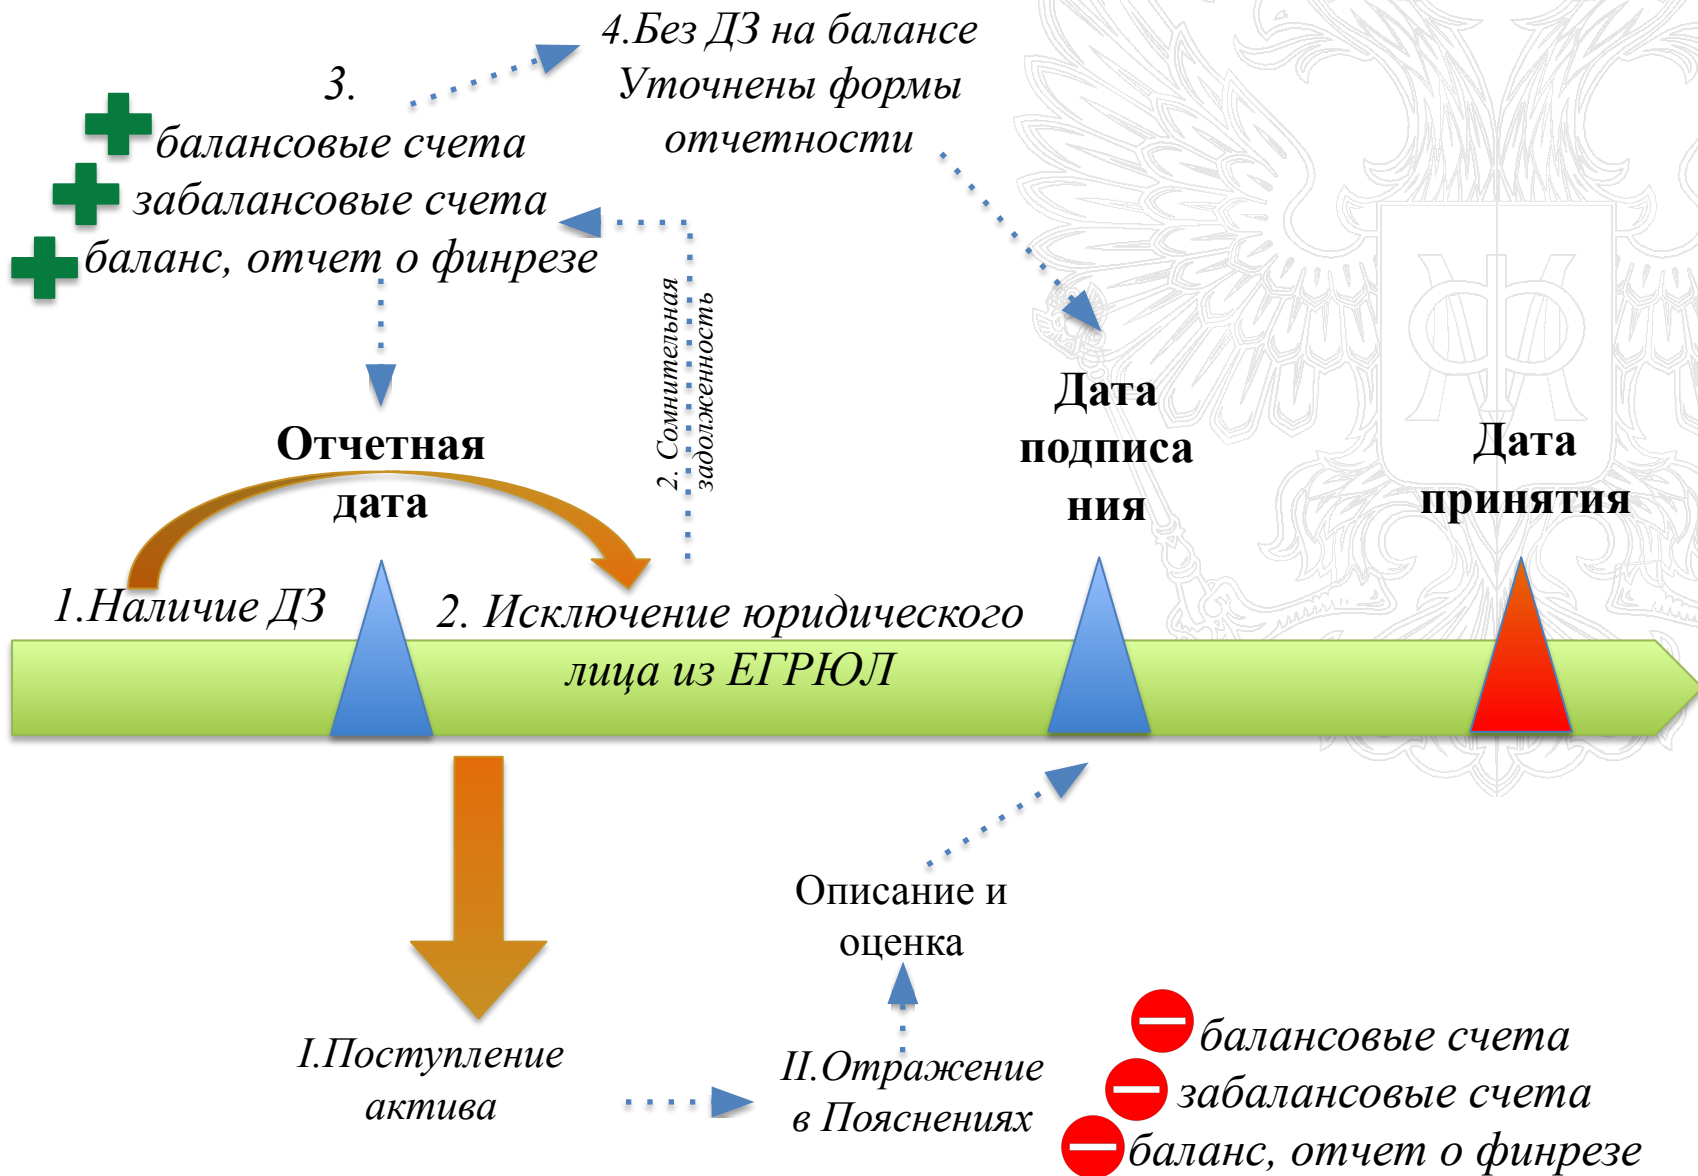 4.Без ДЗ на балансе
Уточнены формы
отчетности
3.
балансовые счета
забалансовые счета
баланс, отчет о финрезе
2. Сомнительная
задолженность
Отчетная
дата
Дата
подписа
ния
Дата
принятия
1.Наличие ДЗ
2. Исключение юридического
лица из ЕГРЮЛ
Описание и
оценка
I.Поступление
актива
II.Отражение
в Пояснениях
балансовые счета
забалансовые счета
баланс, отчет о финрезе